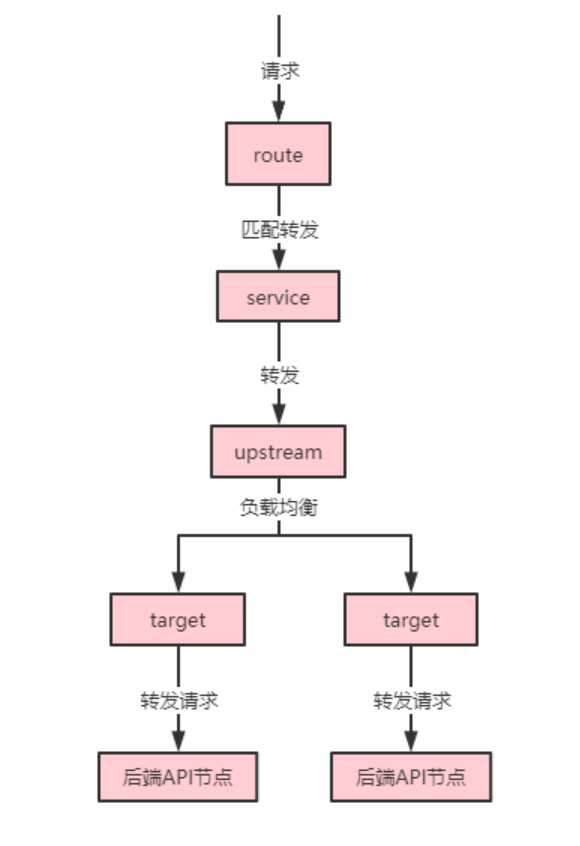 请求
route
匹配转发
service
转发
upstream
负载均衡
target
target
转发请求
转发请求
后端API节点
后端API节点